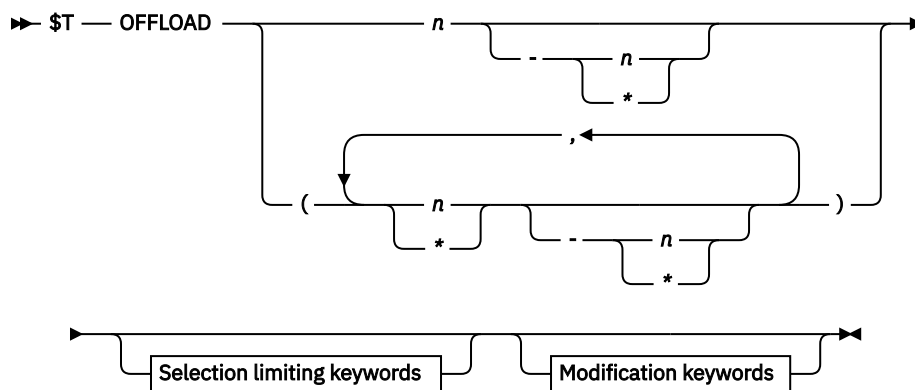 $T OFFLOAD n
- n
*
,
( n )
* - n
*
Selection limiting keywords Modification keywords